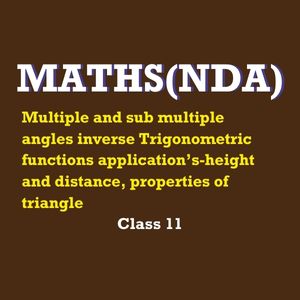 MATHS(NDA)
Multiple and sub multiple
angles inverse Trigonometric
functions application's-height
and distance, properties of
triangle
Class 11